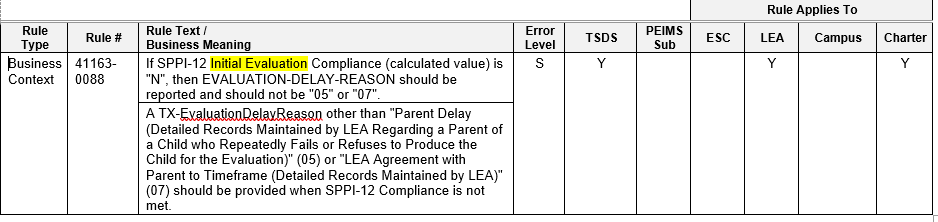 Rule Applies To
Rule Type
Rule #
Rule Text /
Business Meaning
Error Level
TSDS
PEIMS Sub
ESC
LEA
Campus
Charter
Business Context
41163-0088
If SPPI-12 Initial Evaluation Compliance (calculated value) is
"N", then EVALUATION-DELAY-REASON should be
reported and should not be "05" or "07".
S
Y
Y
Y
A TX-EvaluationDelayReason other than "Parent Delay
(Detailed Records Maintained by LEA Regarding a Parent of
a Child who Repeatedly Fails or Refuses to Produce the
Child for the Evaluation)" (05) or "LEA Agreement with
Parent to Timeframe (Detailed Records Maintained by LEA)"
(07) should be provided when SPPI-12 Compliance is not
met.